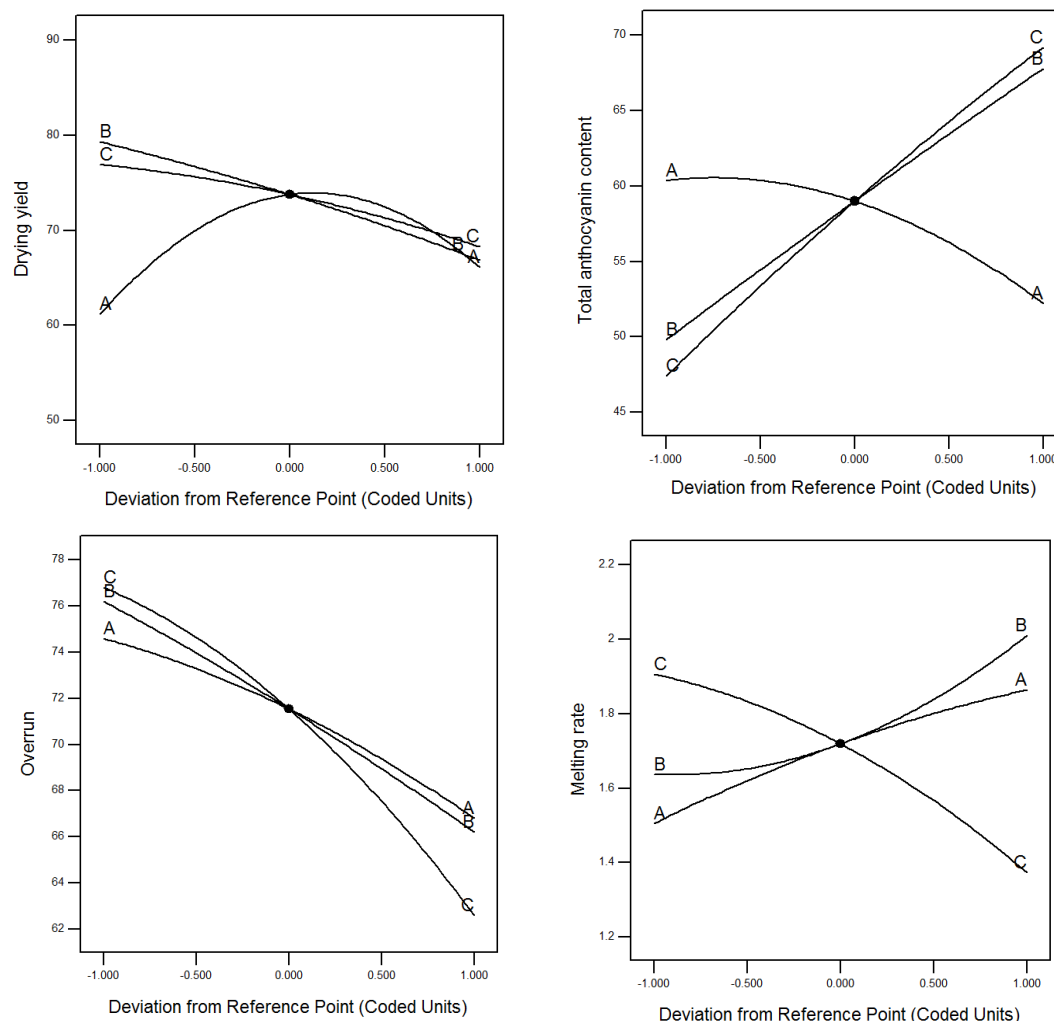 Drying yield
90
80
70
60
50
B
C
A
C
B
A
-1.000
-0.500
0.000
0.500
1.000
Deviation from Reference Point (Coded Units)
Total anthocyanin content
70
65
60
55
50
45
C
B
A
A
B
C
-1.000
-0.500
0.000
0.500
1.000
Deviation from Reference Point (Coded Units)
Overrun
78
76
74
72
70
68
66
64
62
C
B
A
A
B
C
-1.000
-0.500
0.000
0.500
1.000
Deviation from Reference Point (Coded Units)
Melting rate
2.2
2
1.8
1.6
1.4
1.2
C
B
A
B
A
C
-1.000
-0.500
0.000
0.500
1.000
Deviation from Reference Point (Coded Units)